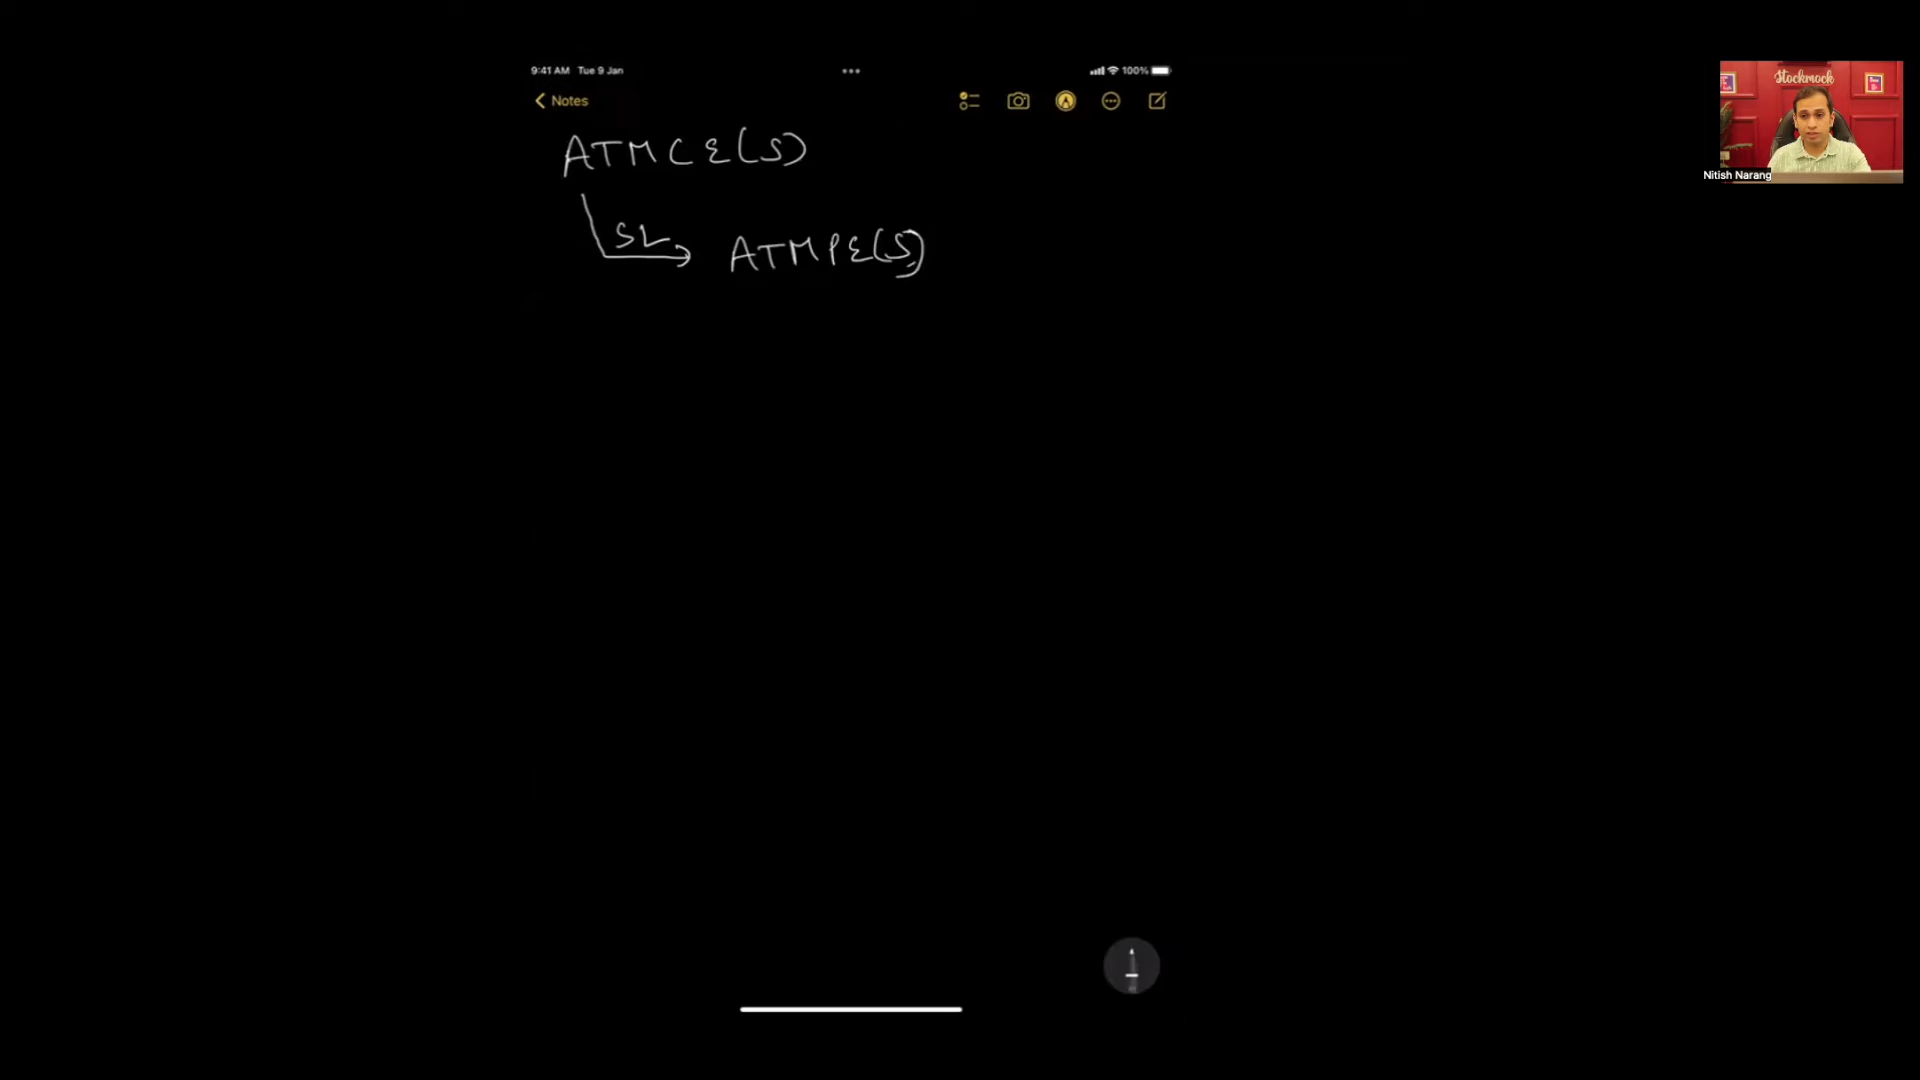 9:41 AM Tue 9 Jan
100%
Notes
Stockmock
Nitish Narang
ATM CE(S)
SL
ATM PE(S)